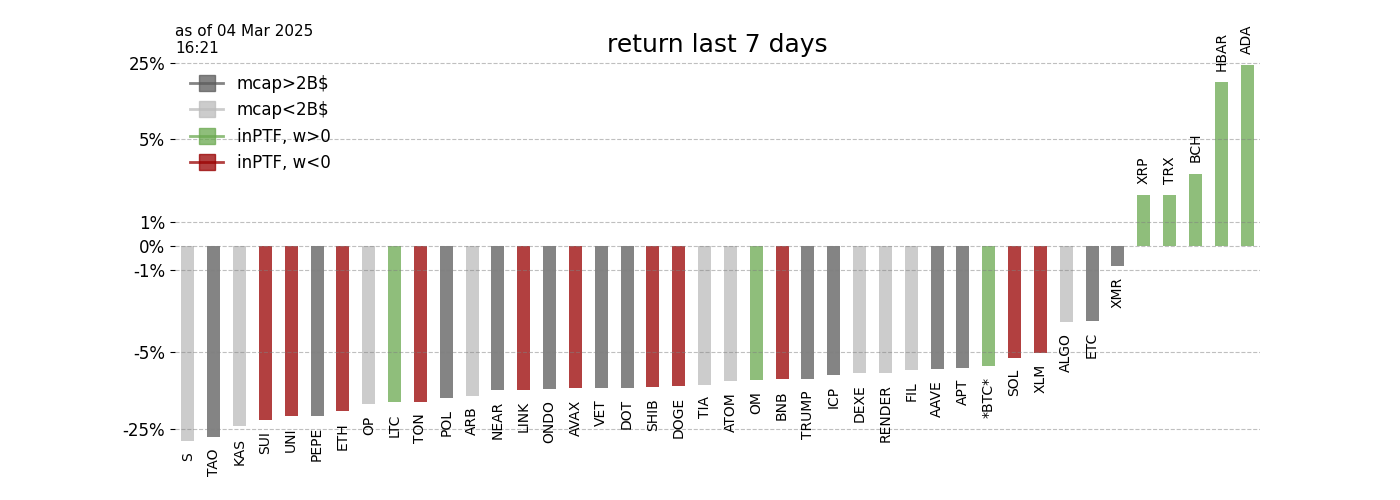 as of 04 Mar 2025
16:21
return last 7 days
25%
5%
1%
0%
-1%
-5%
-25%
mcap>2B$
mcap<2B$
inPTF, w>0
inPTF, w<0
S
TAO
KAS
SUI
UNI
PEPE
ETH
OP
LTC
TON
POL
ARB
NEAR
LINK
ONDO
AVAX
VET
DOT
SHIB
DOGE
TIA
ATOM
OM
BNB
TRUMP
ICP
DEXE
RENDER
FIL
AAVE
APT
*BTC*
SOL
XLM
ALGO
ETC
XMR
XRP
TRX
BCH
HBAR
ADA